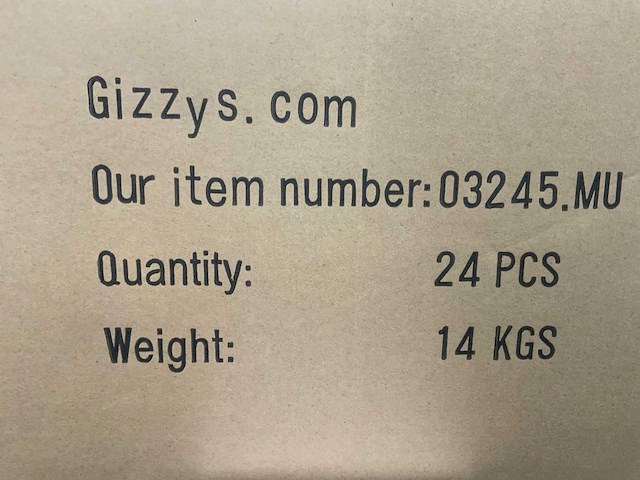 Gizzys. com
Our item number:03245.MU
Quantity: 24 PCS
Weight: 14 KGS